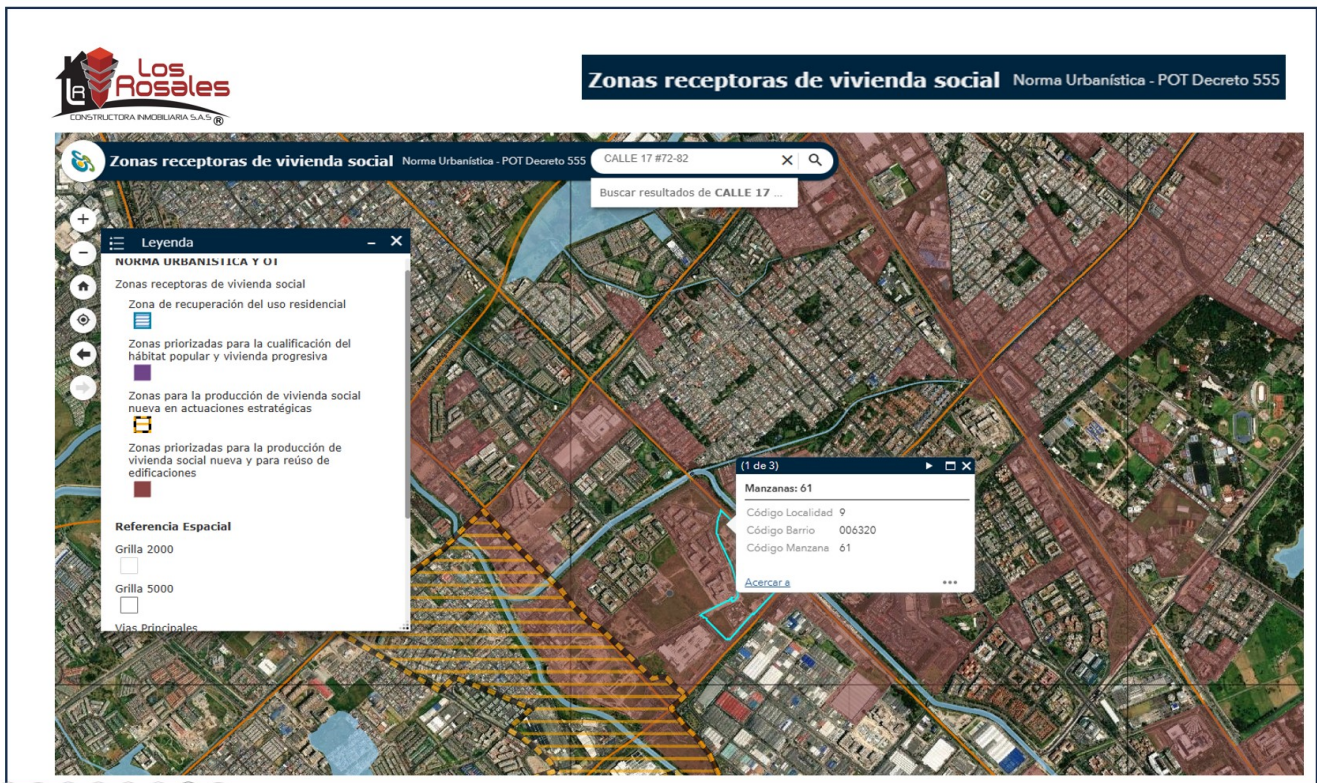 Los
Rosales
LR
CONSTRUCTORA INMOBILIARIA S.A.S ®
Zonas receptoras de vivienda social Norma Urbanística - POT Decreto 555
Zonas receptoras de vivienda social Norma Urbanística - POT Decreto 555
CALLE 17 #72-82
Buscar resultados de CALLE 17 ...
Leyenda
NORMA URBANÍSTICA Y OT
Zonas receptoras de vivienda social
Zona de recuperación del uso residencial
Zonas priorizadas para la cualificación del
hábitat popular y vivienda progresiva
Zonas para la producción de vivienda social
nueva en actuaciones estratégicas
Zonas priorizadas para la producción de
vivienda social nueva y para reúso de
edificaciones
Referencia Espacial
Grilla 2000
Grilla 5000
Vías Principales
(1 de 3)
Manzanas: 61
Código Localidad 9
Código Barrio 006320
Código Manzana 61
Acercar a